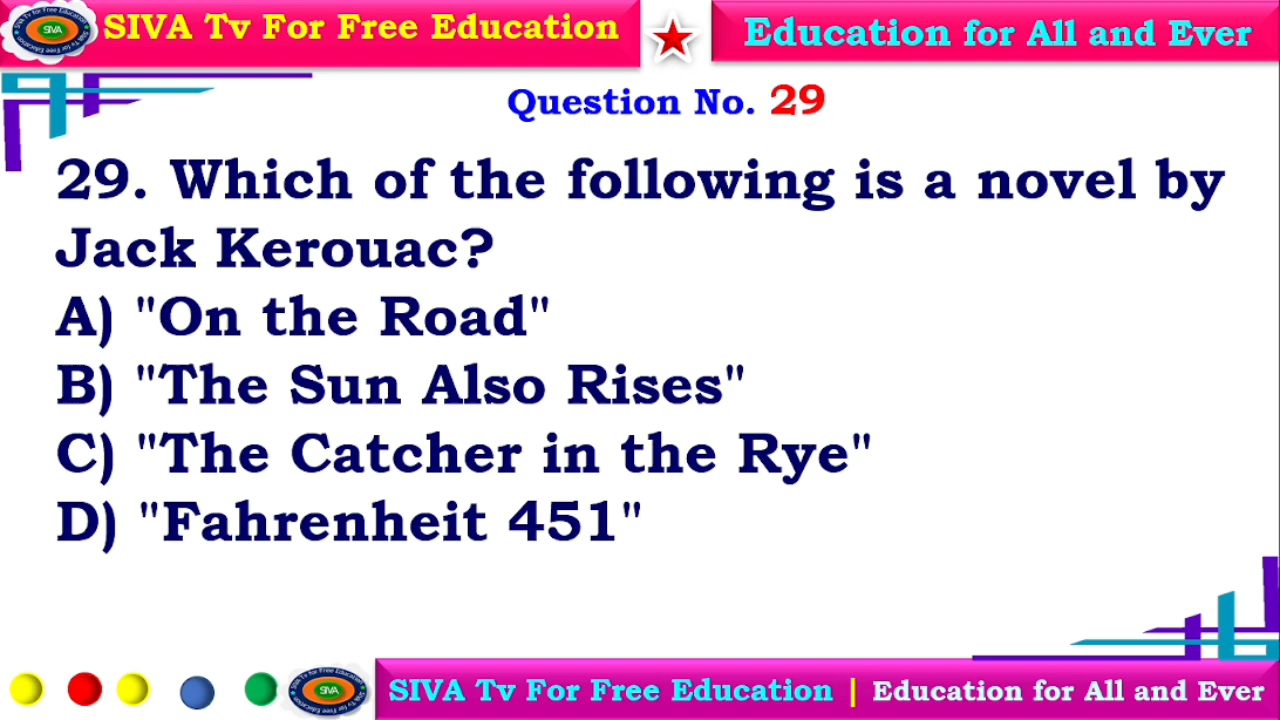 SIVA Tv For Free Education
Education for All and Ever
Question No. 29
29. Which of the following is a novel by
Jack Kerouac?
A) "On the Road"
B) "The Sun Also Rises"
C) "The Catcher in the Rye"
D) "Fahrenheit 451"
SIVA Tv For Free Education | Education for All and Ever
SIVA
SIVA